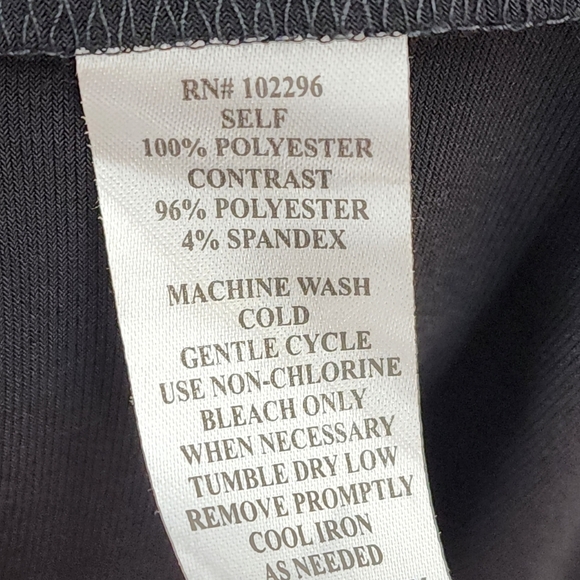 RN# 102296
SELF
100% POLYESTER
CONTRAST
96% POLYESTER
4% SPANDEX
MACHINE WASH
COLD
GENTLE CYCLE
USE NON-CHLORINE
BLEACH ONLY
WHEN NECESSARY
TUMBLE DRY LOW
REMOVE PROMPTLY
COOL IRON
AS NEEDED